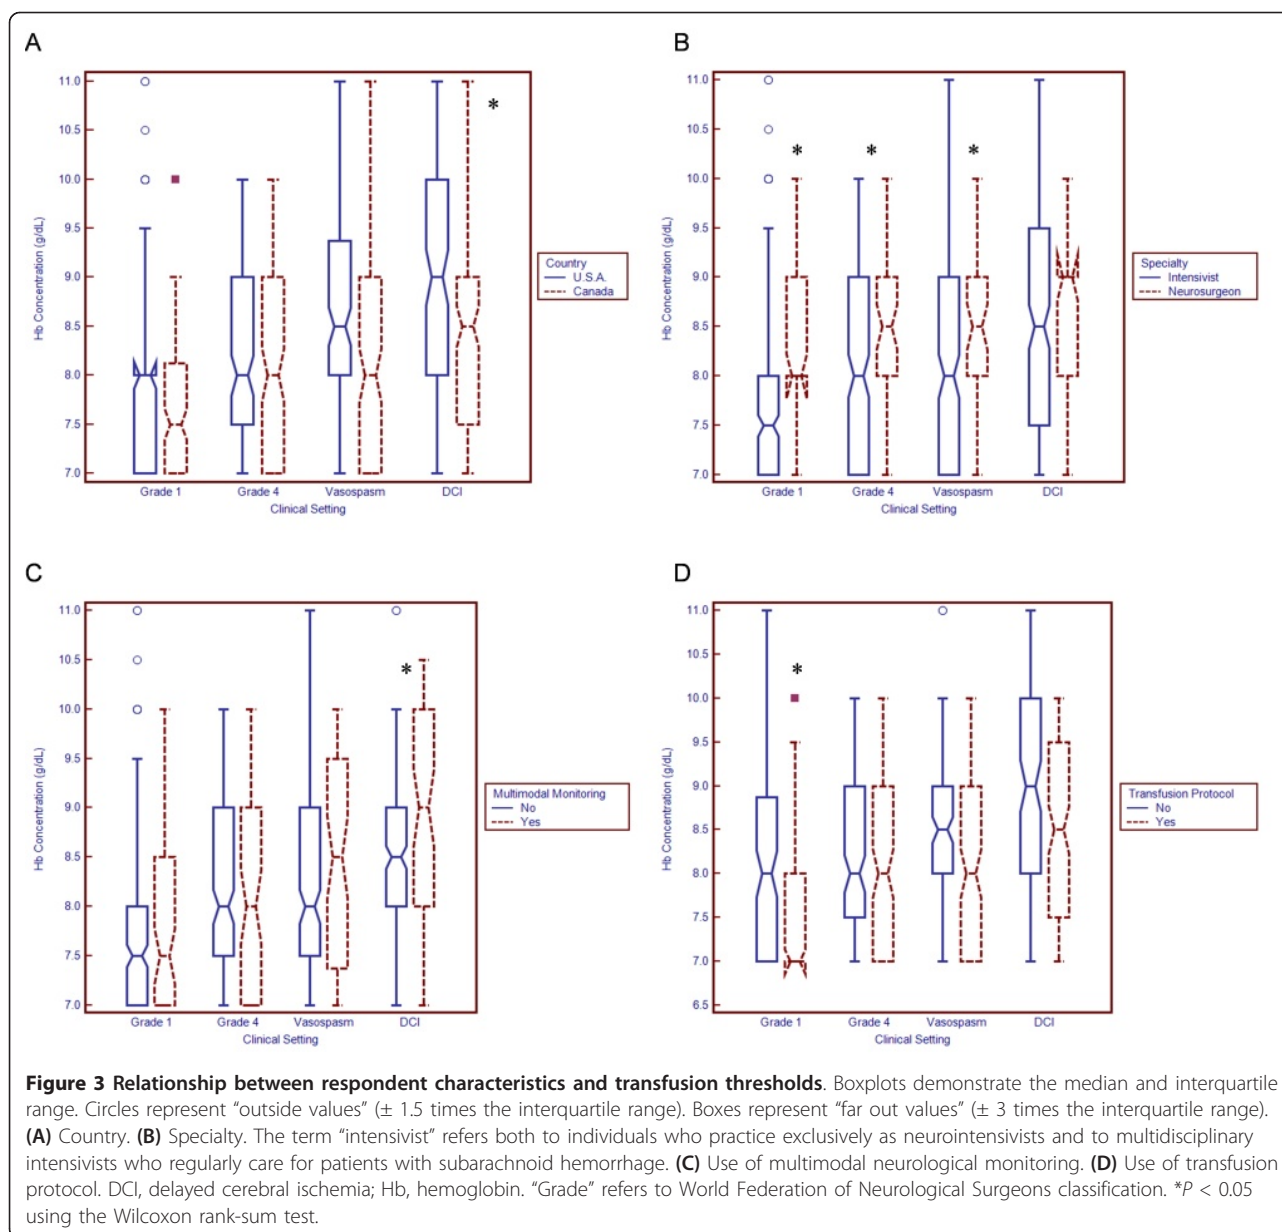 A
11.0
10.5
10.0
9.5
9.0
8.5
8.0
7.5
7.0
Hb Concentration (g/dL)
*
Grade 1 Grade 4 Vasospasm DCI
Clinical Setting
Country
U.S.A.
Canada
B
11.0
10.5
10.0
9.5
9.0
8.5
8.0
7.5
7.0
Hb Concentration (g/dL)
* * *
Grade 1 Grade 4 Vasospasm DCI
Clinical Setting
Specialty
Intensivist
Neurosurgeon
C
11.0
10.5
10.0
9.5
9.0
8.5
8.0
7.5
7.0
Hb Concentration (g/dL)
*
Grade 1 Grade 4 Vasospasm DCI
Clinical Setting
Multimodal Monitoring
No
Yes
D
11.0
10.5
10.0
9.5
9.0
8.5
8.0
7.5
7.0
6.5
Hb Concentration (g/dL)
*
Grade 1 Grade 4 Vasospasm DCI
Clinical Setting
Transfusion Protocol
No
Yes
Figure 3 Relationship between respondent characteristics and transfusion thresholds. Boxplots demonstrate the median and interquartile
range. Circles represent “outside values” (± 1.5 times the interquartile range). Boxes represent “far out values” (± 3 times the interquartile range).
(A) Country. (B) Specialty. The term “intensivist” refers both to individuals who practice exclusively as neurointensivists and to multidisciplinary
intensivists who regularly care for patients with subarachnoid hemorrhage. (C) Use of multimodal neurological monitoring. (D) Use of transfusion
protocol. DCI, delayed cerebral ischemia; Hb, hemoglobin. “Grade” refers to World Federation of Neurological Surgeons classification. *P < 0.05
using the Wilcoxon rank-sum test.